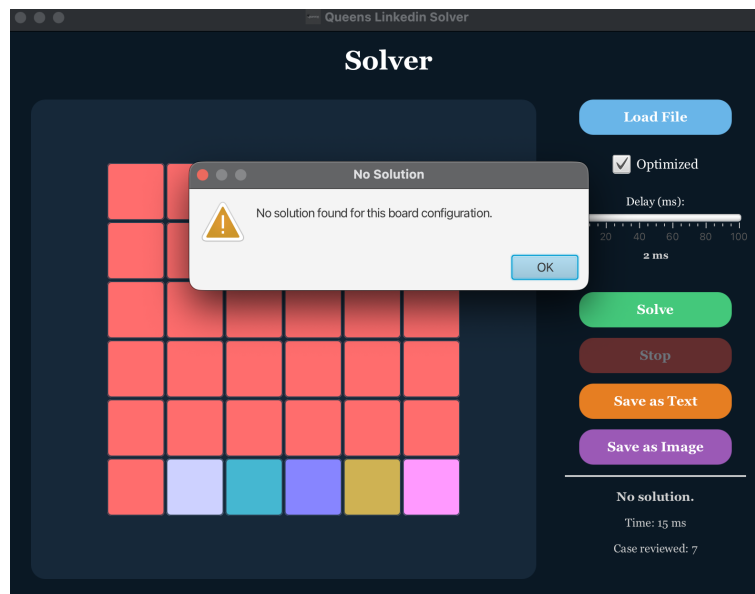 Queens Linkedin Solver
Solver
Load File
Optimized
Delay (ms):
20 40 60 80 100
2 ms
No Solution
No solution found for this board configuration.
OK
Solve
Stop
Save as Text
Save as Image
No solution.
Time: 15 ms
Case reviewed: 7